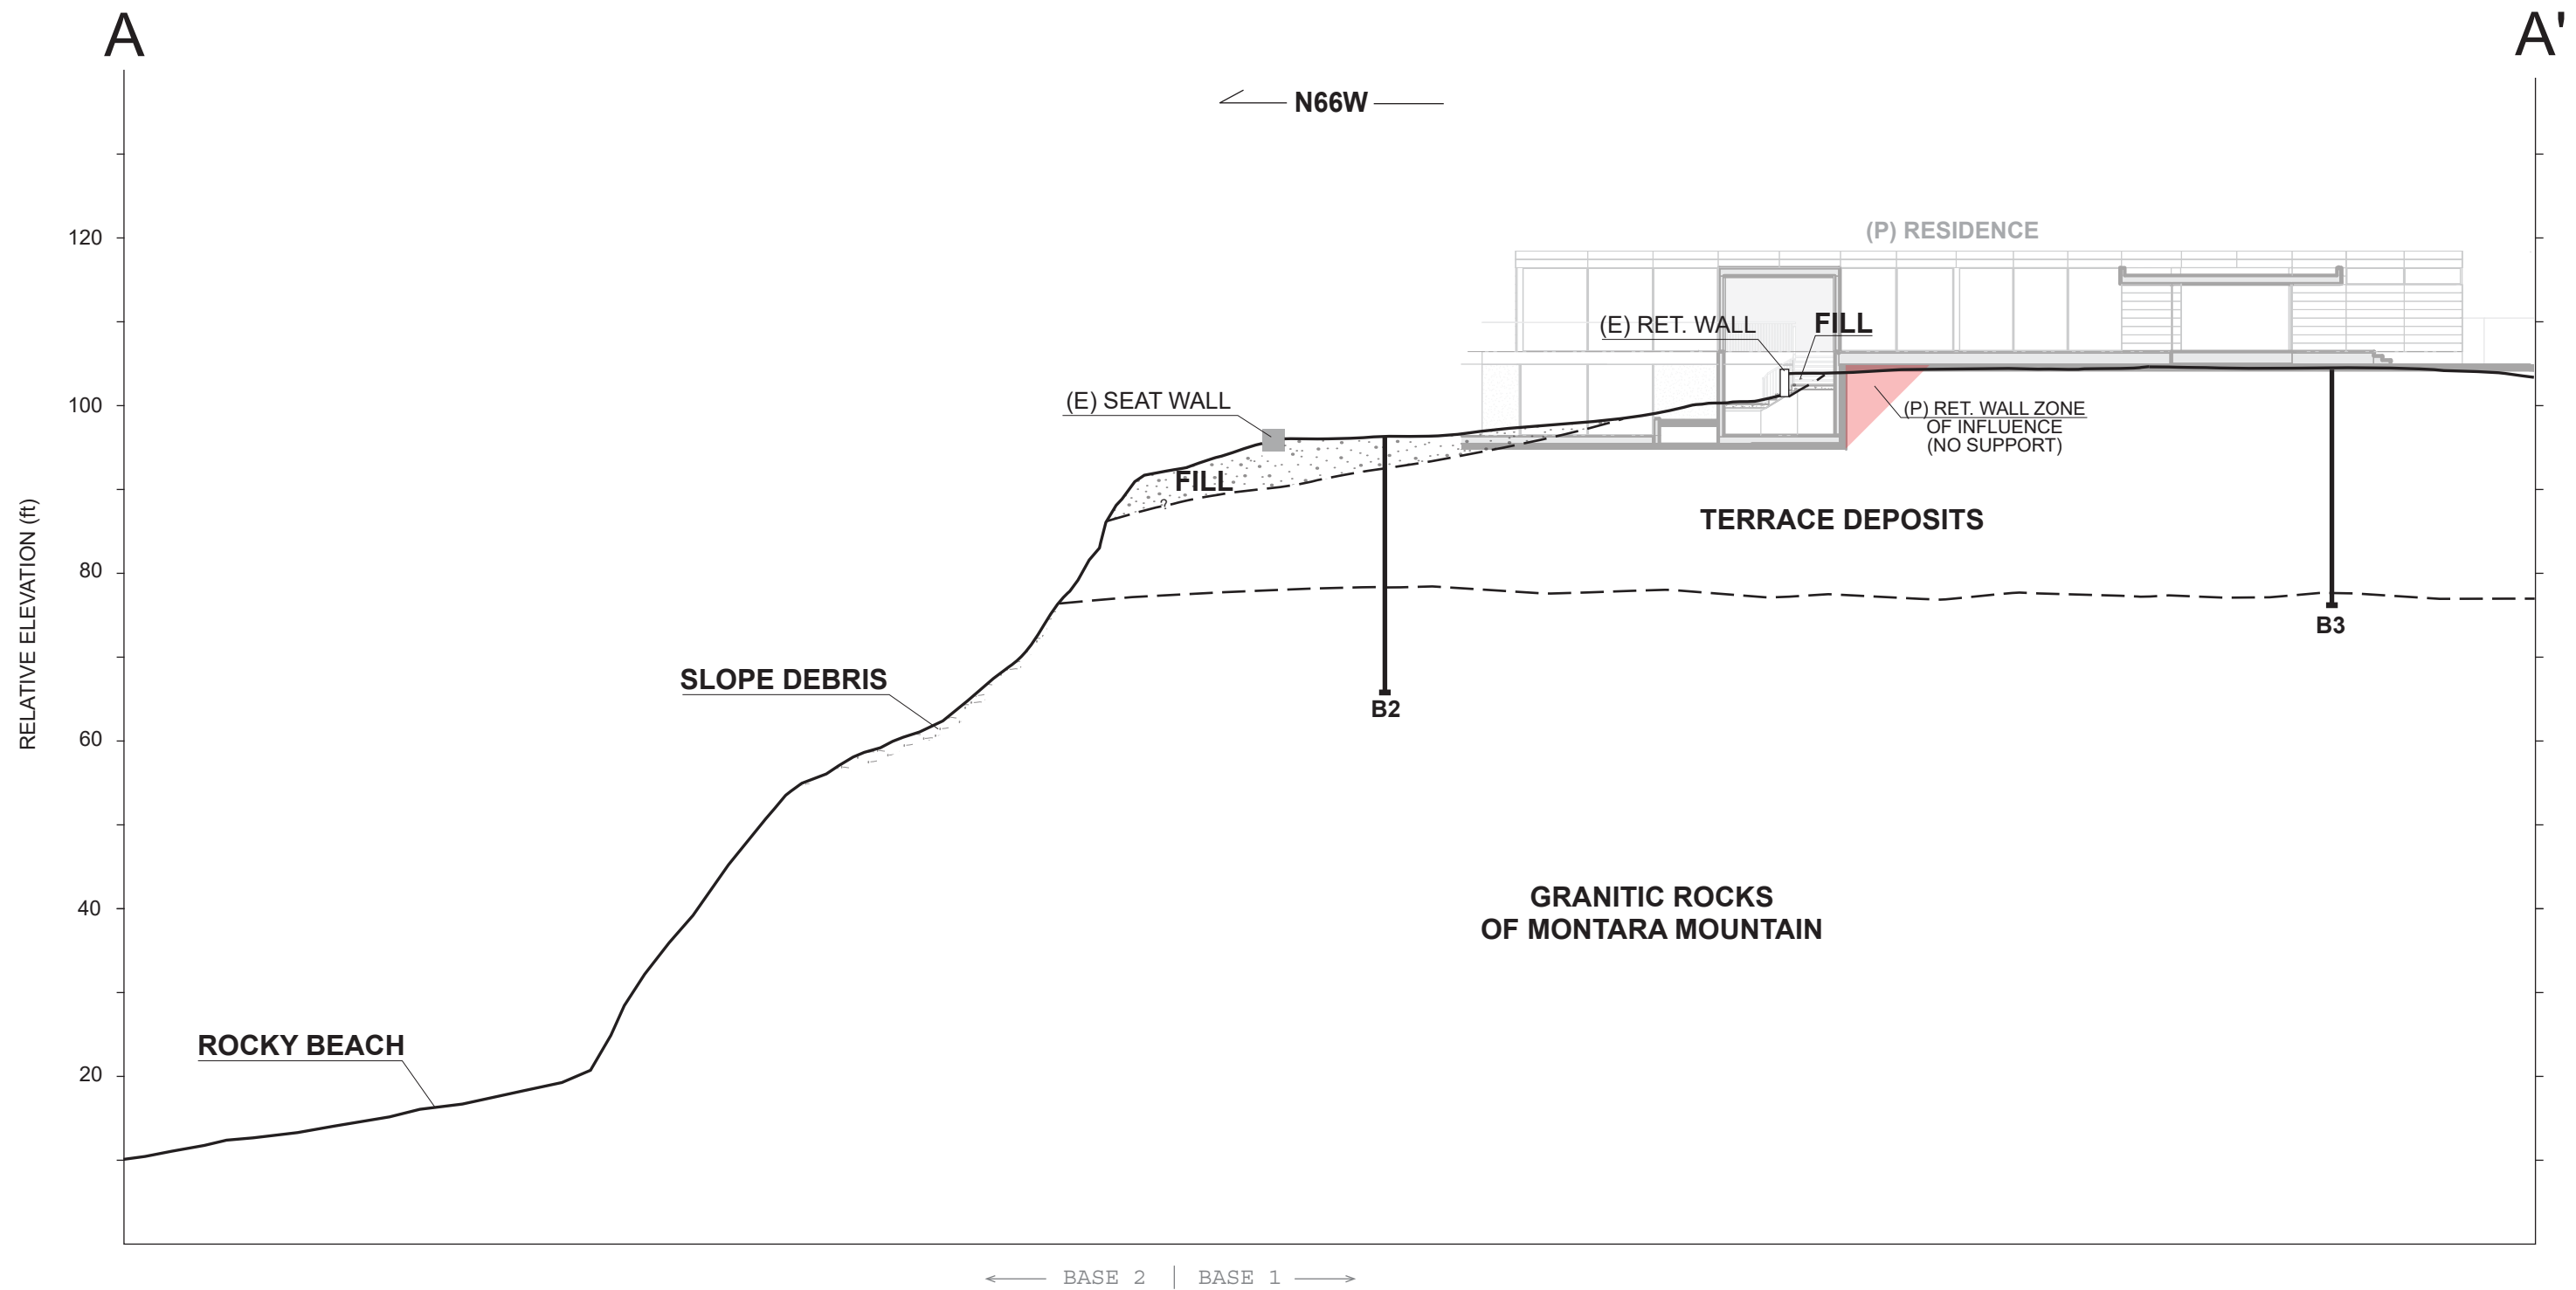 A
A'
N66W
120
(P) RESIDENCE
(E) RET. WALL
FILL
100
(E) SEAT WALL
(P) RET. WALL ZONE
OF INFLUENCE
(NO SUPPORT)
FILL
?
TERRACE DEPOSITS
RELATIVE ELEVATION (ft)
80
B3
SLOPE DEBRIS
B2
60
GRANITIC ROCKS
OF MONTARA MOUNTAIN
40
ROCKY BEACH
20
BASE 2 | BASE 1